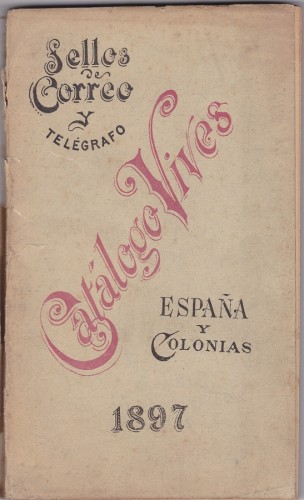 Sellos
de
Correo
Y
TELÉGRAFO
Catálogo Vives
ESPAÑA
Y
COLONIAS
1897